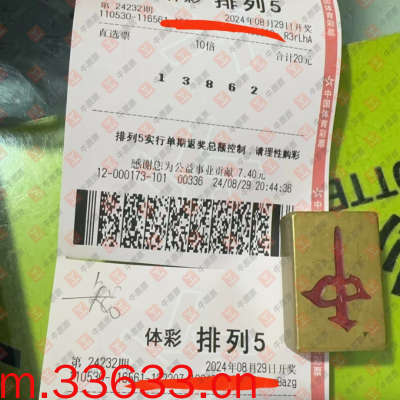 体彩 排列5
第 24232期 2024年08月29日开奖
110530-116561- R3rLhA
直选票 10倍 合计20元
1 3 8 6 2
排列5实行单期返奖总额控制，请理性购彩
感谢您为公益事业贡献 7.40元
12-000173-101 00336 24/08/29 20:44:36
中国体育彩票
体彩 排列5
第 24232期 2024年08月29日开奖
Bazg
m.33633.cn